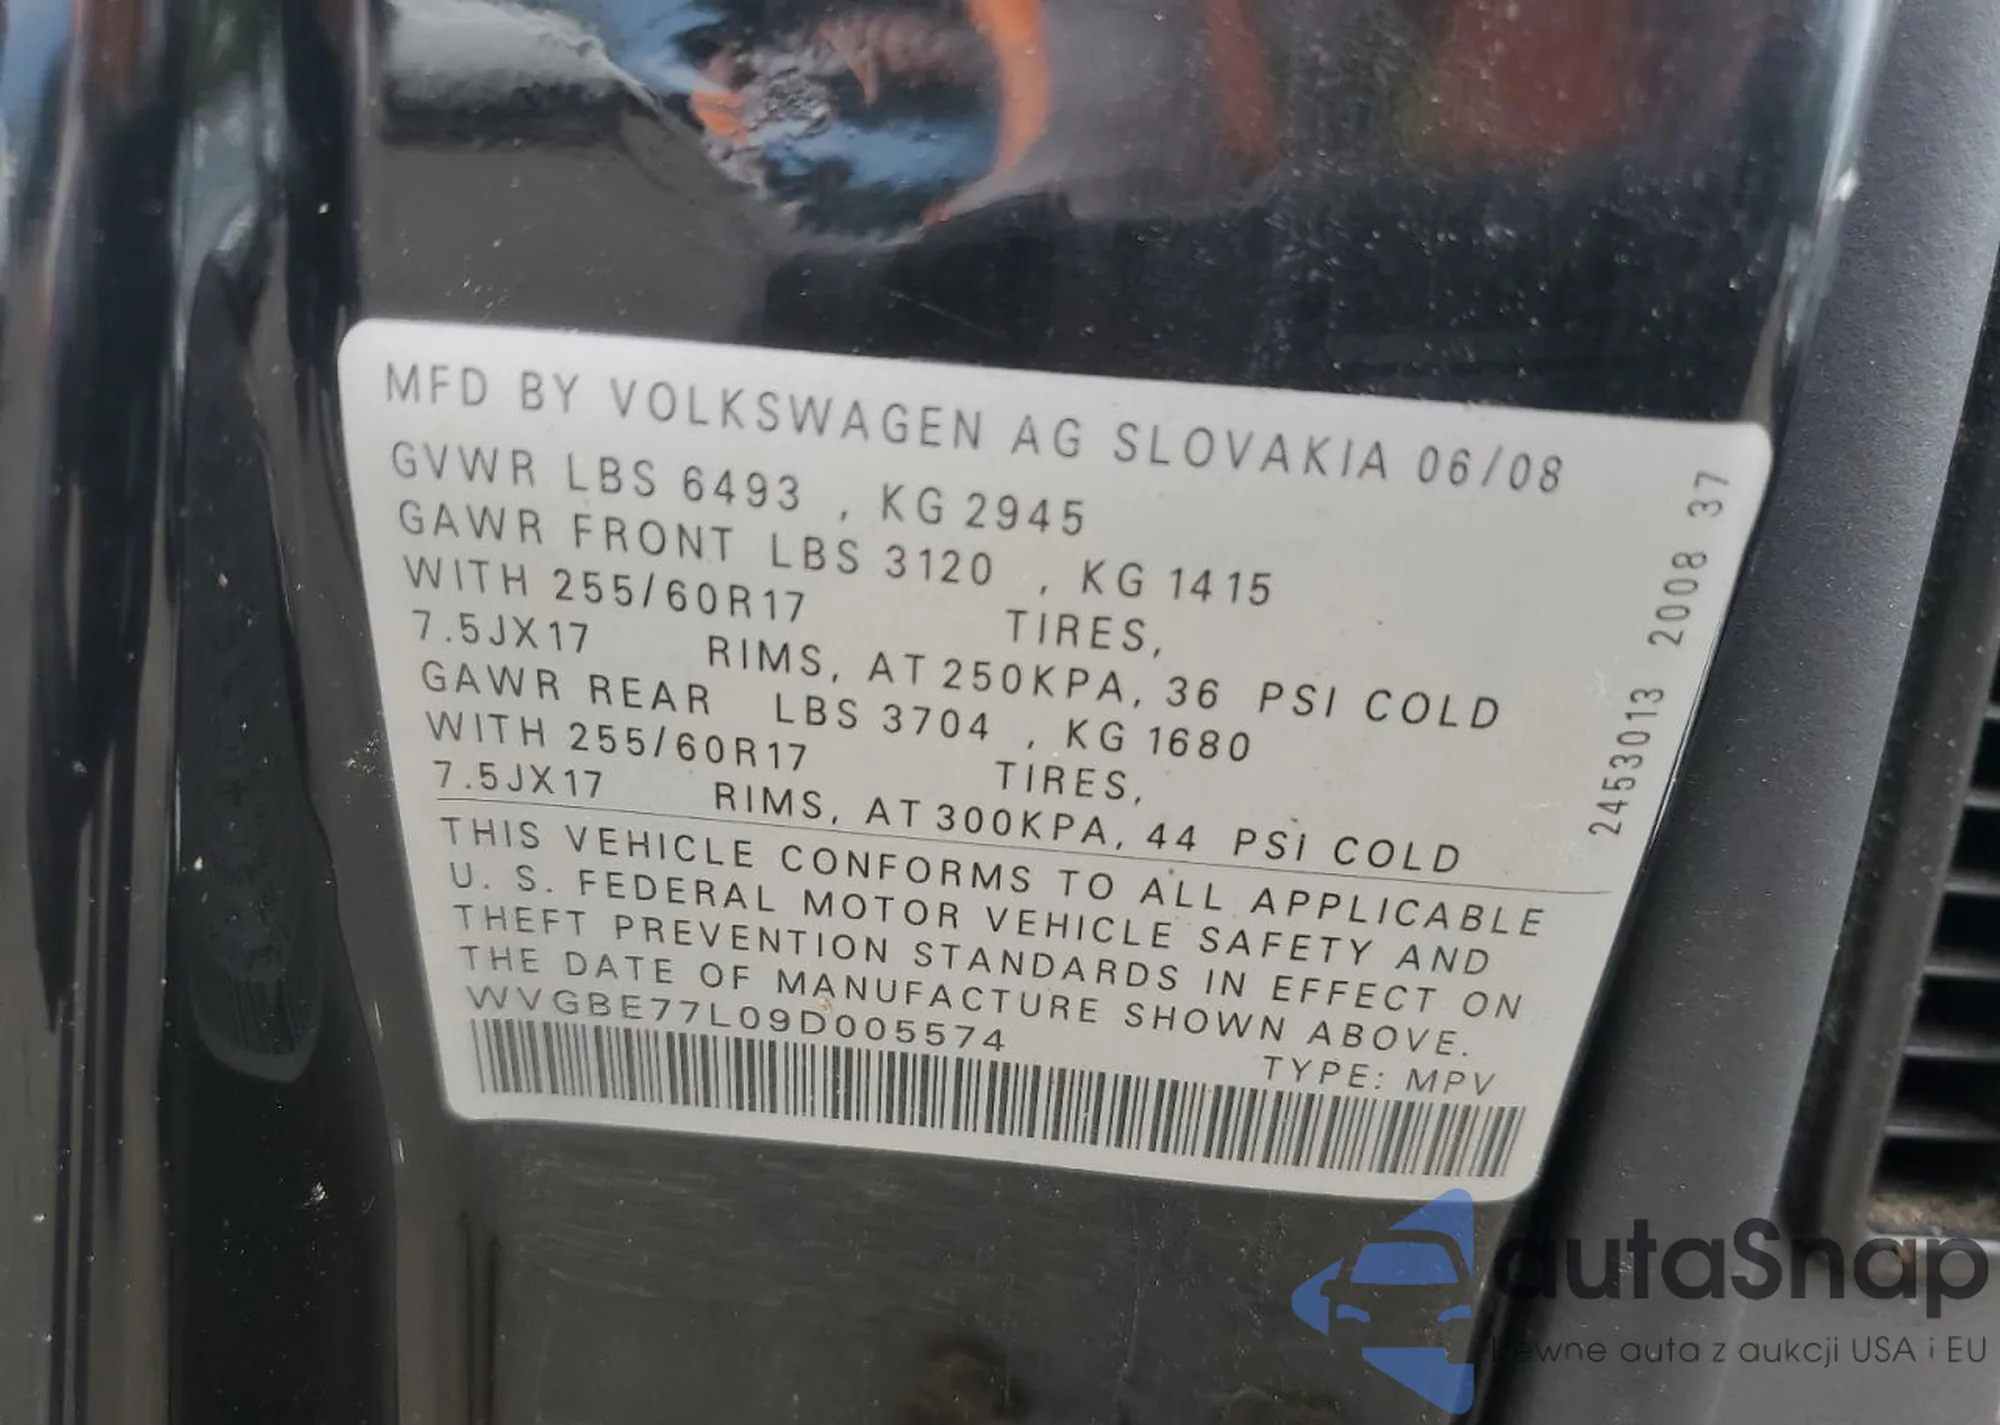 MFD BY VOLKSWAGEN AG SLOVAKIA 06/08
GVWR LBS 6493 , KG 2945
GAWR FRONT LBS 3120 , KG 1415
WITH 255/60R17 TIRES,
7.5JX17 RIMS, AT 250KPA, 36 PSI COLD
GAWR REAR LBS 3704 , KG 1680
WITH 255/60R17 TIRES,
7.5JX17 RIMS, AT 300KPA, 44 PSI COLD
THIS VEHICLE CONFORMS TO ALL APPLICABLE
U. S. FEDERAL MOTOR VEHICLE SAFETY AND
THEFT PREVENTION STANDARDS IN EFFECT ON
THE DATE OF MANUFACTURE SHOWN ABOVE.
WVGBE77L09D005574 TYPE: MPV
2453013 2008 37
autaSnap
Pewne auta z aukcji USA i EU